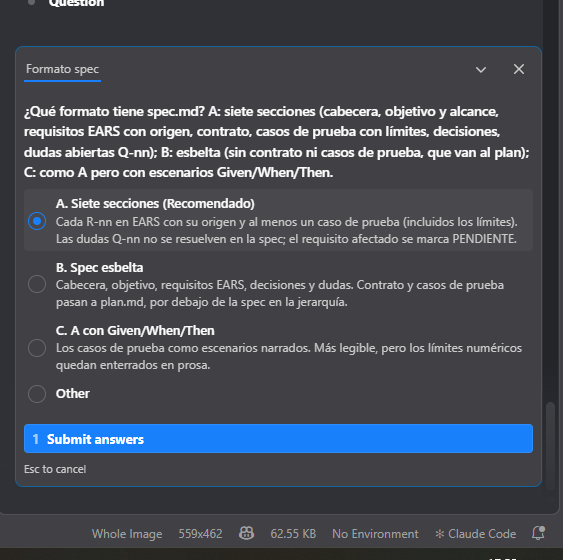 Question
Formato spec
¿Qué formato tiene spec.md? A: siete secciones (cabecera, objetivo y alcance,
requisitos EARS con origen, contrato, casos de prueba con límites, decisiones,
dudas abiertas Q-nn); B: esbelta (sin contrato ni casos de prueba, que van al plan);
C: como A pero con escenarios Given/When/Then.
A. Siete secciones (Recomendado)
Cada R-nn en EARS con su origen y al menos un caso de prueba (incluidos los límites).
Las dudas Q-nn no se resuelven en la spec; el requisito afectado se marca PENDIENTE.
B. Spec esbelta
Cabecera, objetivo, requisitos EARS, decisiones y dudas. Contrato y casos de prueba
pasan a plan.md, por debajo de la spec en la jerarquía.
C. A con Given/When/Then
Los casos de prueba como escenarios narrados. Más legible, pero los límites numéricos
quedan enterrados en prosa.
Other
1 Submit answers
Esc to cancel
Whole Image 559x462 62.55 KB No Environment Claude Code